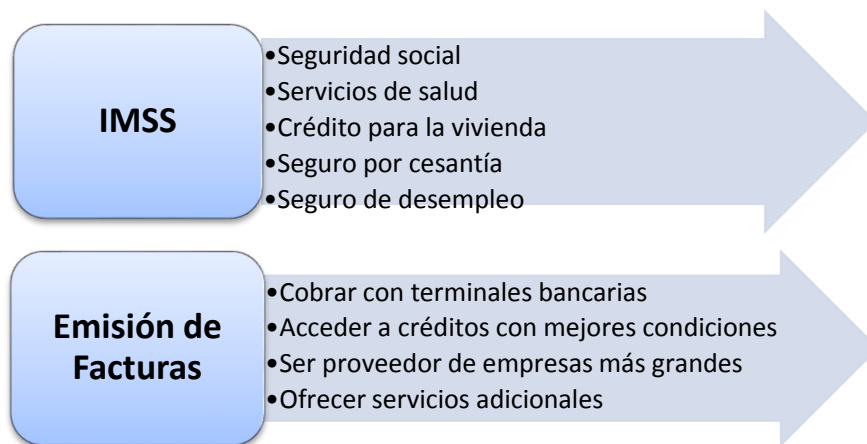 IMSS
•Seguridad social
•Servicios de salud
•Crédito para la vivienda
•Seguro por cesantía
•Seguro de desempleo
Emisión de
Facturas
•Cobrar con terminales bancarias
•Acceder a créditos con mejores condiciones
•Ser proveedor de empresas más grandes
•Ofrecer servicios adicionales